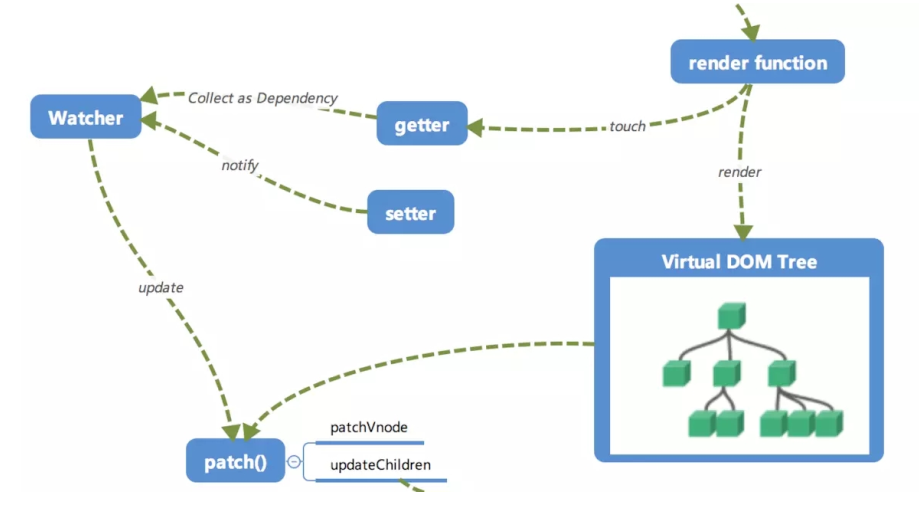 render function
Collect as Dependency
Watcher
getter
touch
notify
render
setter
Virtual DOM Tree
update
patchVnode
patch()
updateChildren